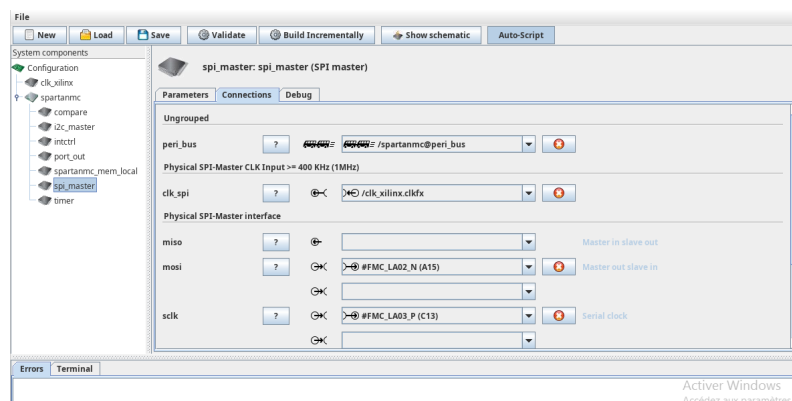 File
New Load Save Validate Build Incrementally Show schematic Auto-Script
System components
Configuration
clk_xilinx
spartanmc
compare
i2c_master
intctrl
port_out
spartanmc_mem_local
spi_master
timer
spi_master: spi_master (SPI master)
Parameters Connections Debug
Ungrouped
peri_bus ? /spartanmc@peri_bus
Physical SPI-Master CLK Input >= 400 KHz (1MHz)
clk_spi ? /clk_xilinx.clkfx
Physical SPI-Master interface
miso ? Master in slave out
mosi ? #FMC_LA02_N (A15) Master out slave in
sclk ? #FMC_LA03_P (C13) Serial clock
Errors Terminal
Activer Windows
Accédez aux paramètres